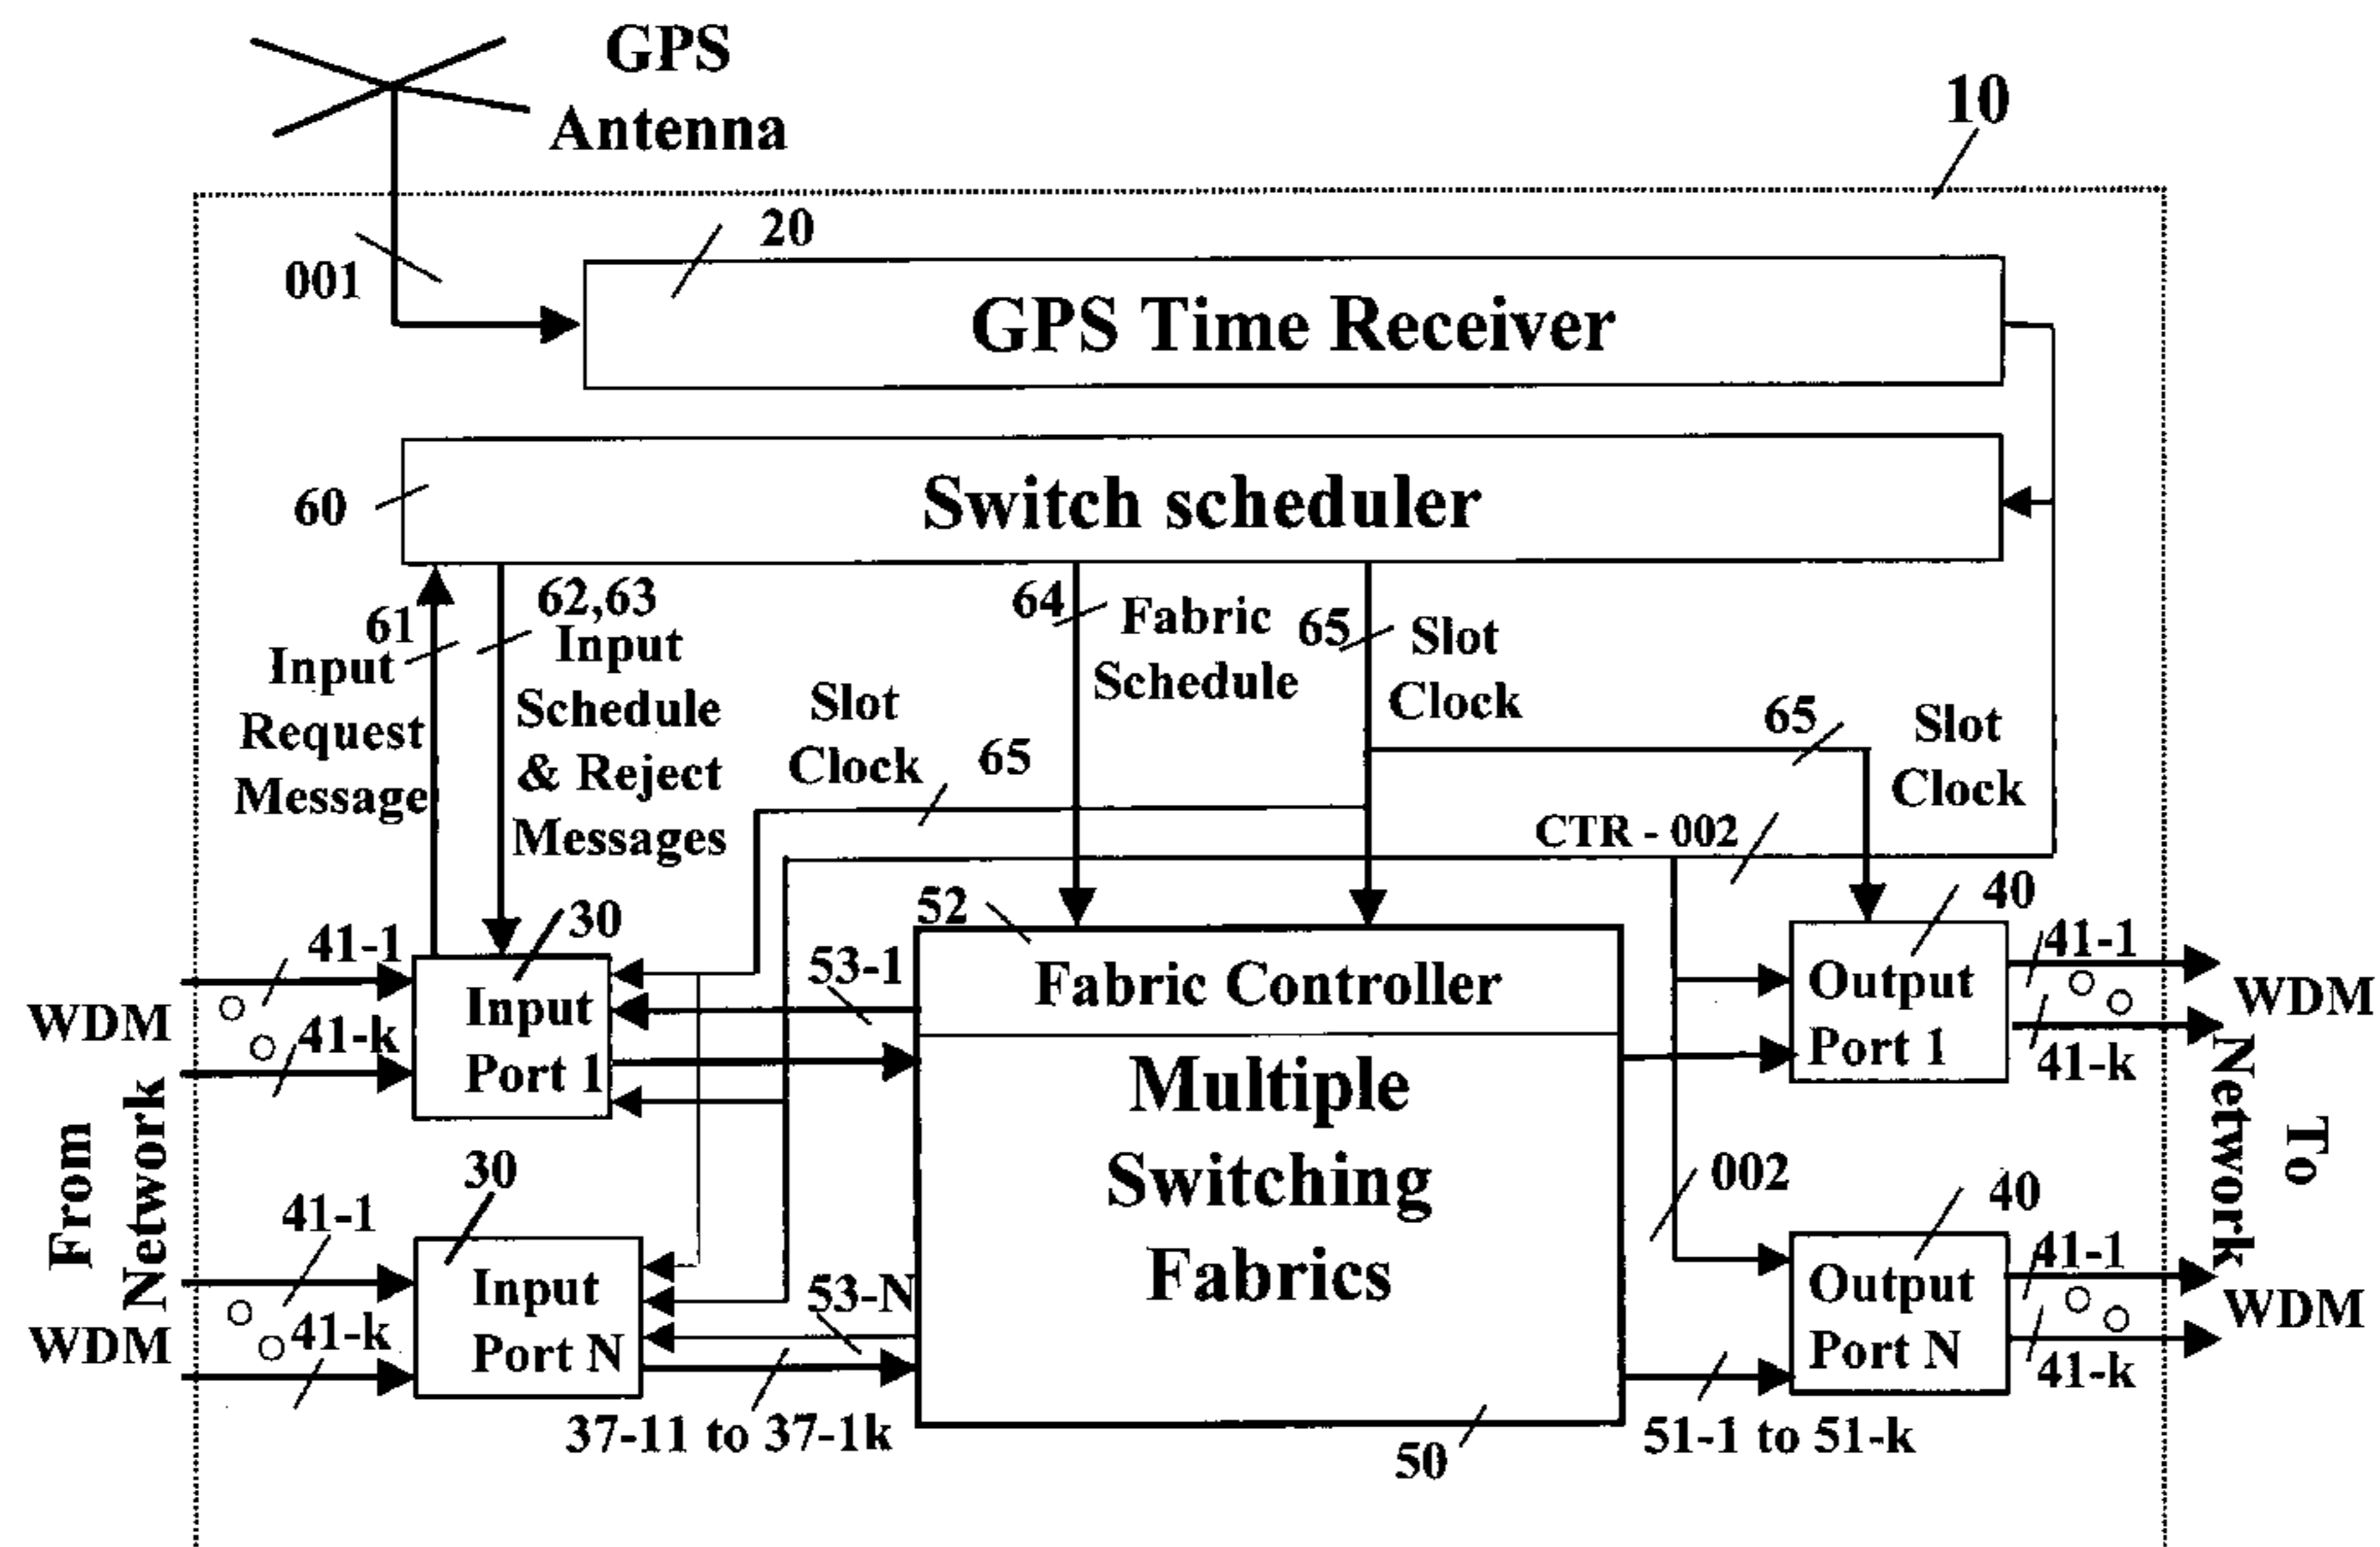 GPS
Antenna
10
001
20
GPS Time Receiver
60
Switch scheduler
61
Input
Request
Message
62,63
Input
Schedule
& Reject
Messages
64
Fabric
Schedule
65
Slot
Clock
Slot
Clock
65
65
Slot
Clock
CTR - 002
41-1
41-k
WDM
30
Input
Port 1
53-1
52
Fabric Controller
Multiple
Switching
Fabrics
50
40
Output
Port 1
41-1
41-k
WDM
From
Network
To
Network
41-1
41-k
WDM
30
Input
Port N
53-N
37-11 to 37-1k
002
40
Output
Port N
41-1
41-k
WDM
51-1 to 51-k